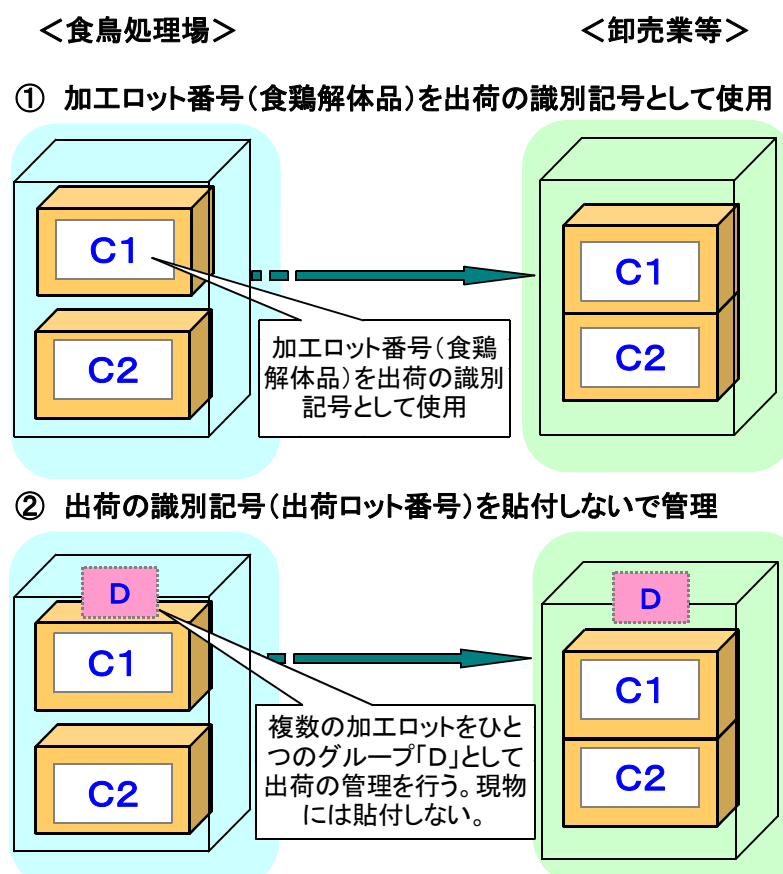 ＜食鳥処理場＞
＜卸売業等＞
① 加工ロット番号（食鶏解体品）を出荷の識別記号として使用
C1
C2
加工ロット番号（食鶏
解体品）を出荷の識別
記号として使用
C1
C2
② 出荷の識別記号（出荷ロット番号）を貼付しないで管理
D
C1
C2
複数の加工ロットをひと
つのグループ「D」として
出荷の管理を行う。現物
には貼付しない。
D
C1
C2